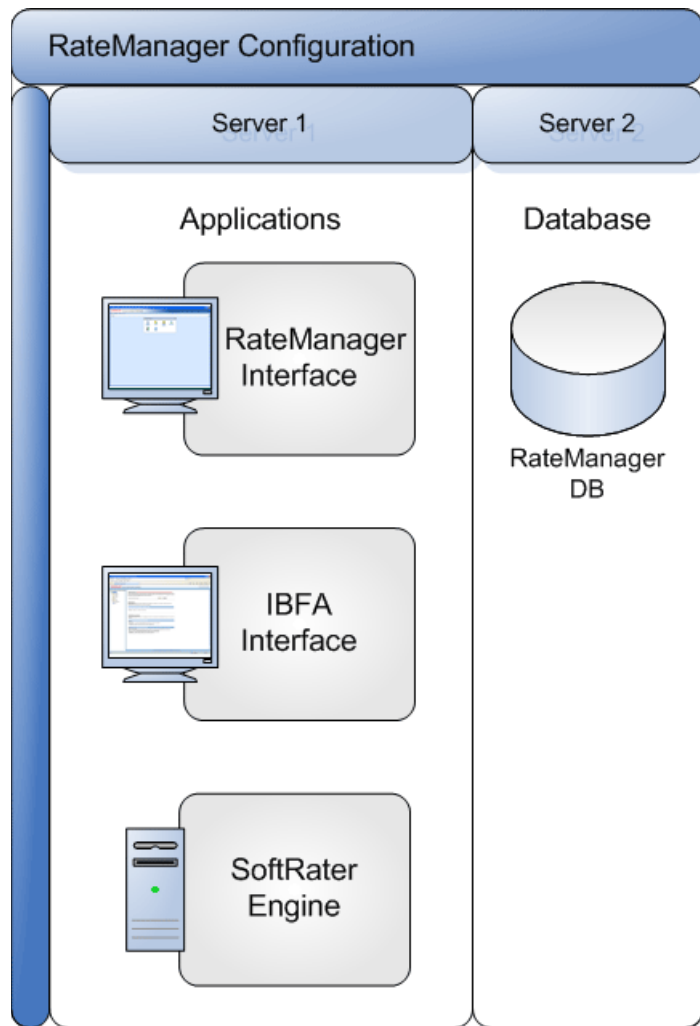 RateManager Configuration
Server 1
Server 2
Applications
Database
RateManager
Interface
RateManager
DB
IBFA
Interface
SoftRater
Engine